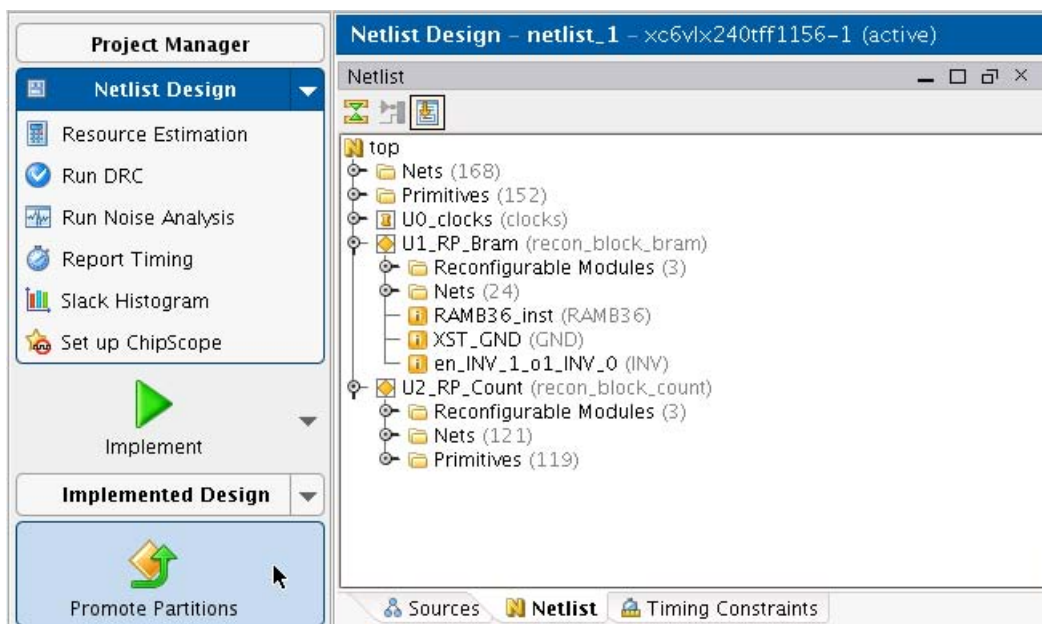 Project Manager
Netlist Design
Resource Estimation
Run DRC
Run Noise Analysis
Report Timing
Slack Histogram
Set up ChipScope
Implement
Implemented Design
Promote Partitions
Netlist Design – netlist_1 – xc6vlx240tff1156-1 (active)
Netlist
top
Nets (168)
Primitives (152)
U0_clocks (clocks)
U1_RP_Bram (recon_block_bram)
Reconfigurable Modules (3)
Nets (24)
RAMB36_inst (RAMB36)
XST_GND (GND)
en_INV_1_o1_INV_0 (INV)
U2_RP_Count (recon_block_count)
Reconfigurable Modules (3)
Nets (121)
Primitives (119)
Sources Netlist Timing Constraints